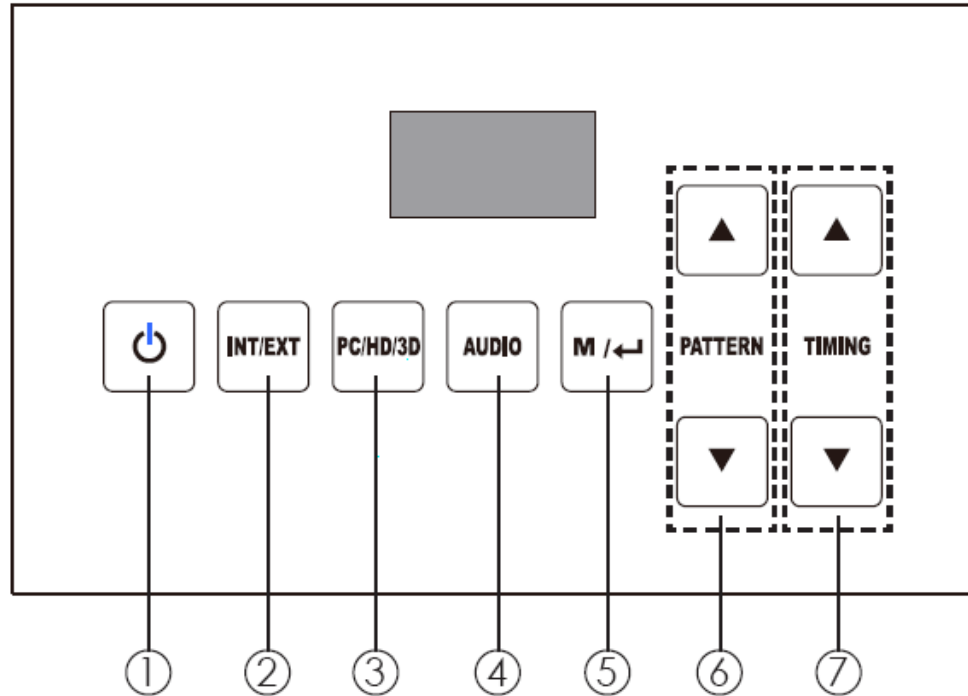 INT/EXT PC/HD/3D AUDIO M /↵ PATTERN TIMING
① ② ③ ④ ⑤ ⑥ ⑦